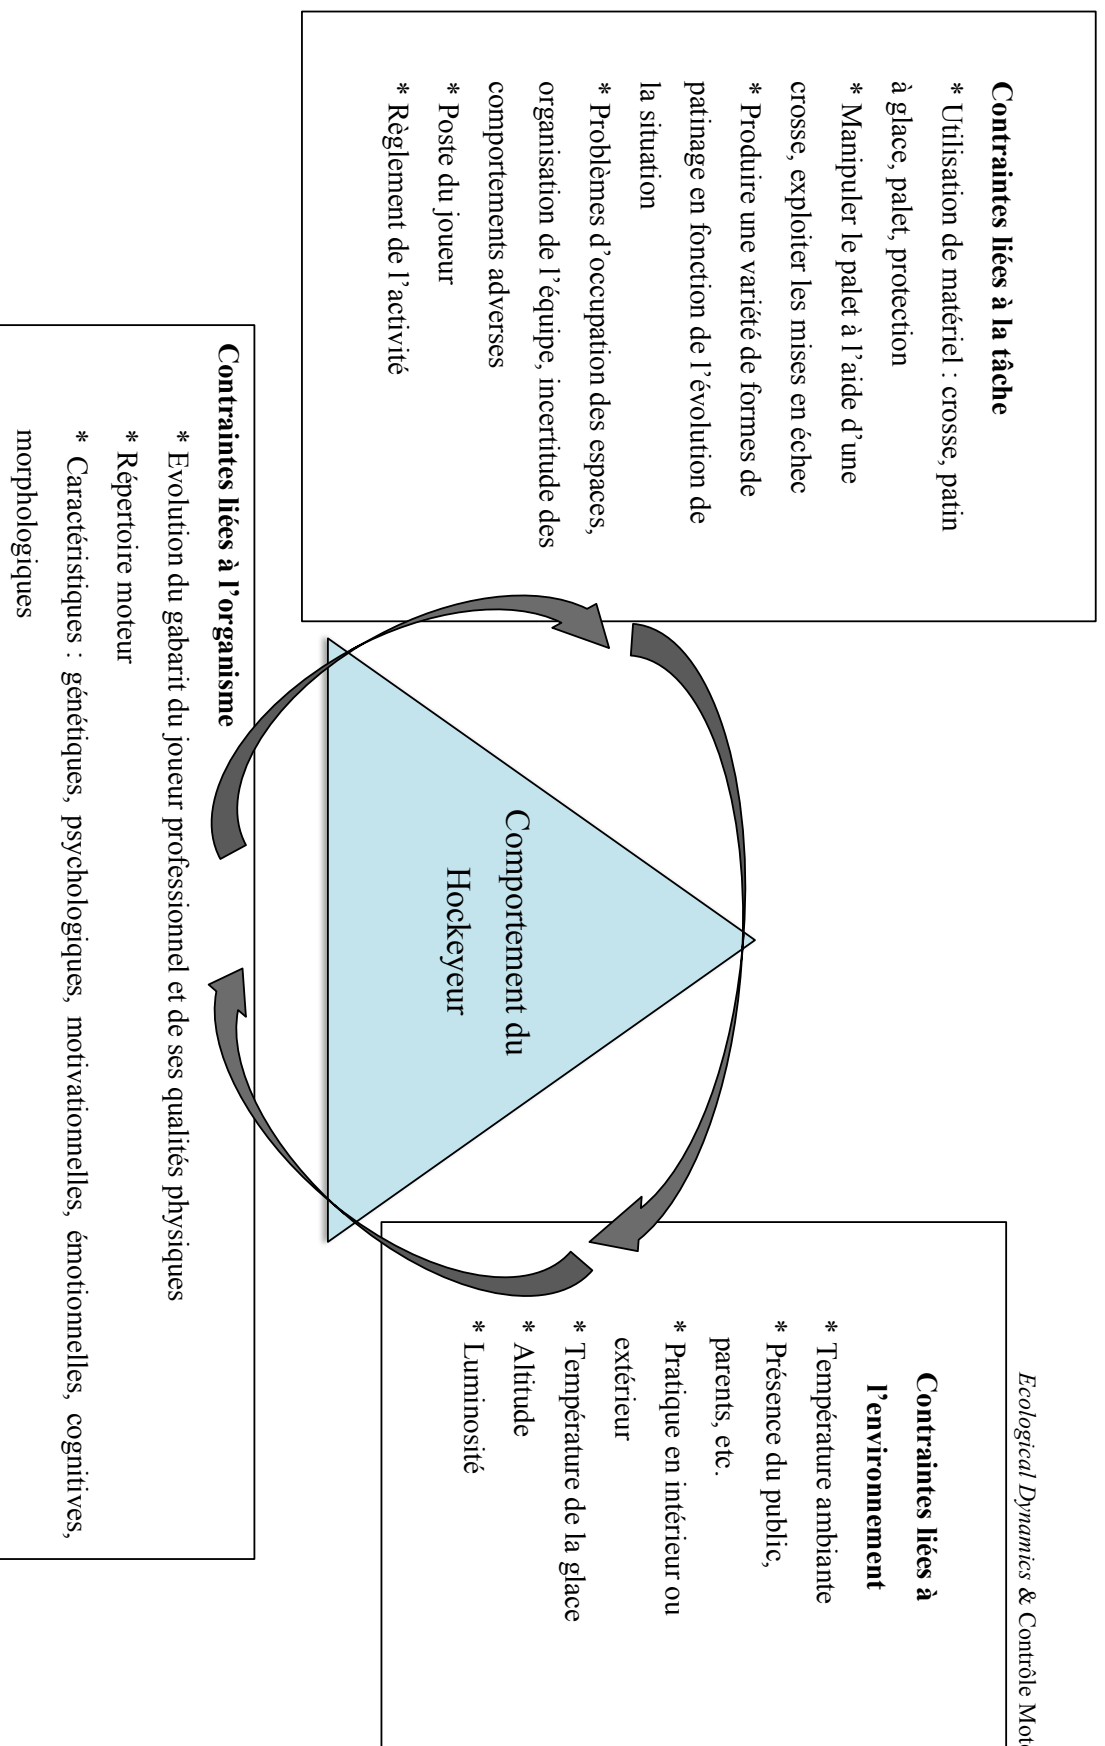 Ecological Dynamics & Contrôle
Contraintes liées à la tâche
* Utilisation de matériel : crosse, patin
à glace, palet, protection
* Manipuler le palet à l’aide d’une
crosse, exploiter les mises en échec
* Produire une variété de formes de
patinage en fonction de l’évolution de
la situation
* Problèmes d’occupation des espaces,
organisation de l’équipe, incertitude des
comportements adverses
* Poste du joueur
* Règlement de l’activité
Contraintes liées à
l’environnement
* Température ambiante
* Présence du public,
parents, etc.
* Pratique en intérieur ou
extérieur
* Température de la glace
* Altitude
* Luminosité
Comportement du
Hockeyeur
Contraintes liées à l’organisme
* Evolution du gabarit du joueur professionnel et de ses qualités physiques
* Répertoire moteur
* Caractéristiques : génétiques, psychologiques, motivationnelles, émotionnelles, cognitives,
morphologiques